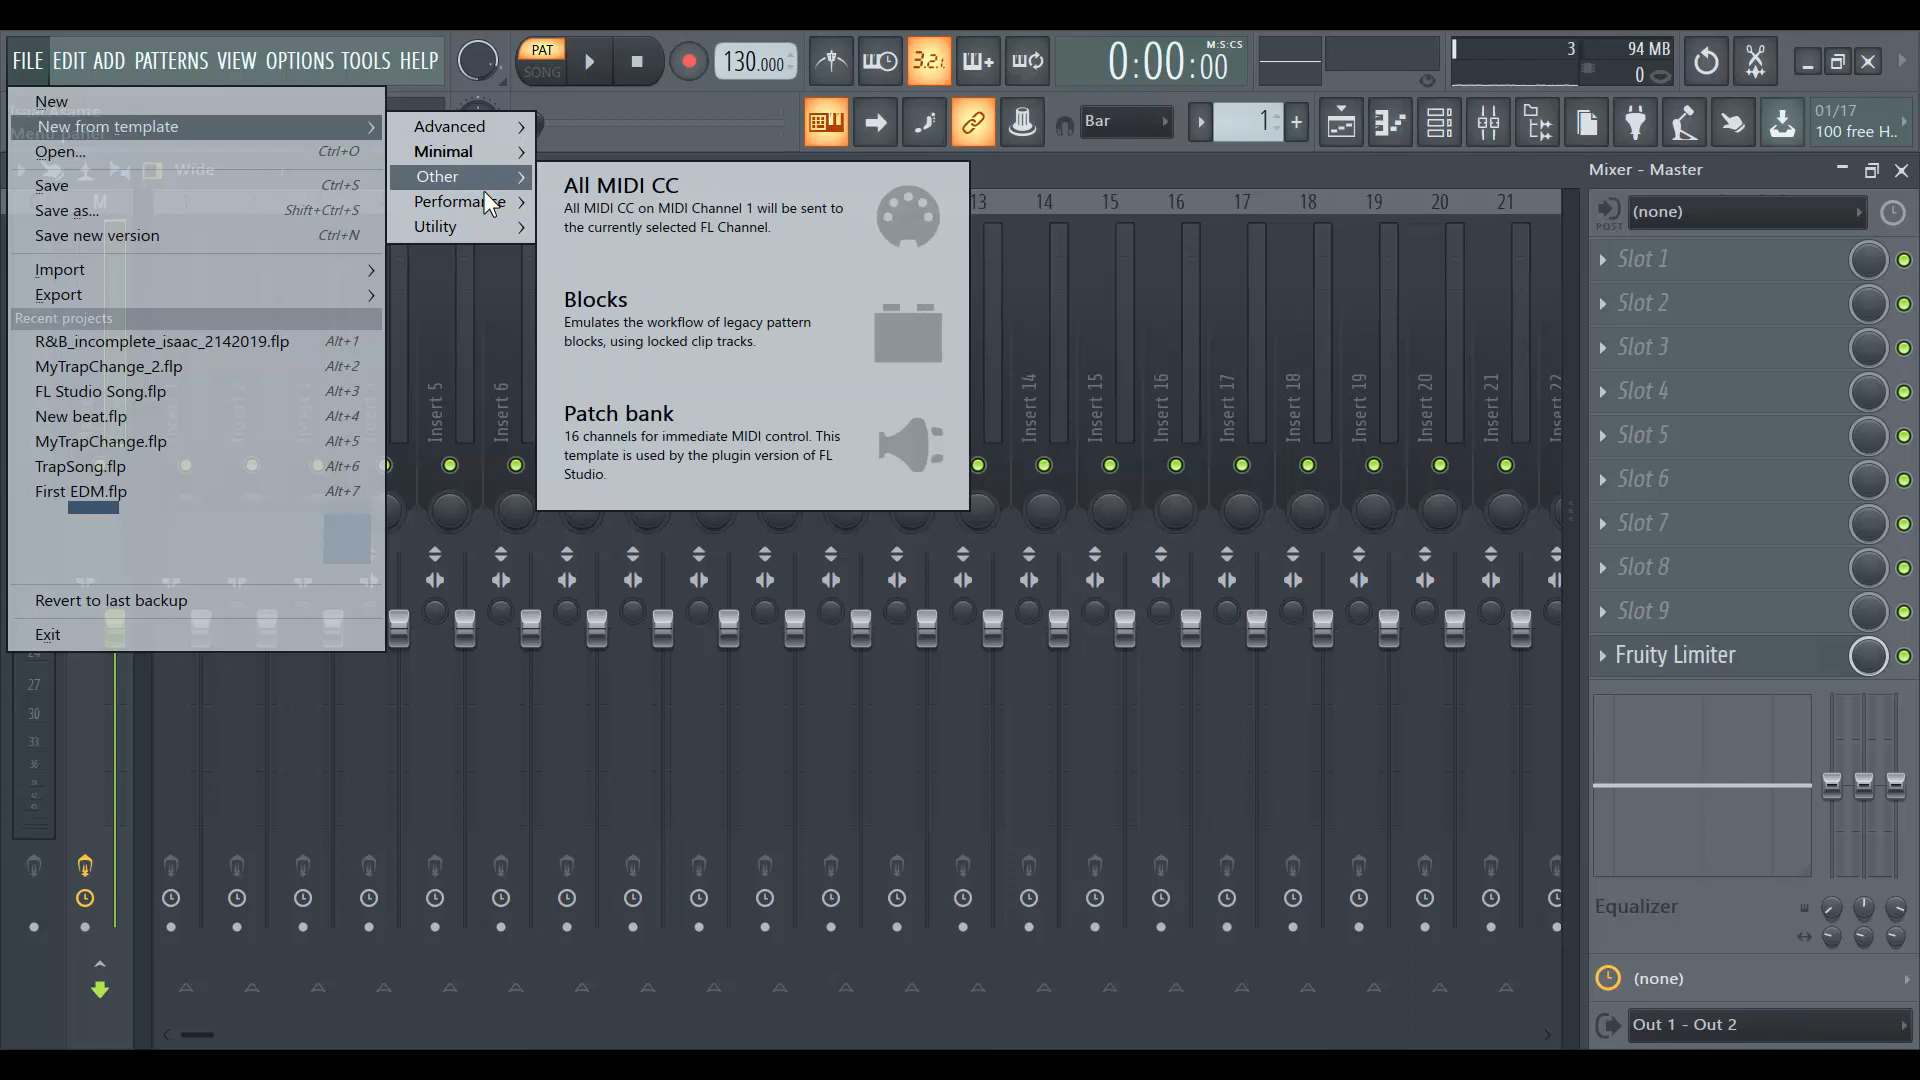 FILE EDIT ADD PATTERNS VIEW OPTIONS TOOLS HELP
PAT
SONG
130.000
3.2.
0:00:00
M:S:CS
3
94 MB
0
Bar
1
01/17
100 free H..
New
New from template
Open... Ctrl+O
Save Ctrl+S
Save as... Shift+Ctrl+S
Save new version Ctrl+N
Import
Export
Recent projects
R&B_incomplete_isaac_2142019.flp Alt+1
MyTrapChange_2.flp Alt+2
FL Studio Song.flp Alt+3
New beat.flp Alt+4
MyTrapChange.flp Alt+5
TrapSong.flp Alt+6
First EDM.flp Alt+7
Revert to last backup
Exit
Wide
Advanced
Minimal
Other
Performance
Utility
All MIDI CC
All MIDI CC on MIDI Channel 1 will be sent to
the currently selected FL Channel.
Blocks
Emulates the workflow of legacy pattern
blocks, using locked clip tracks.
Patch bank
16 channels for immediate MIDI control. This
template is used by the plugin version of FL
Studio.
13 14 15 16 17 18 19 20 21
Insert 5
Insert 6
Insert 14
Insert 15
Insert 16
Insert 17
Insert 18
Insert 19
Insert 20
Insert 21
27
30
33
36
Mixer - Master
POST
(none)
Slot 1
Slot 2
Slot 3
Slot 4
Slot 5
Slot 6
Slot 7
Slot 8
Slot 9
Fruity Limiter
Equalizer
(none)
Out 1 - Out 2